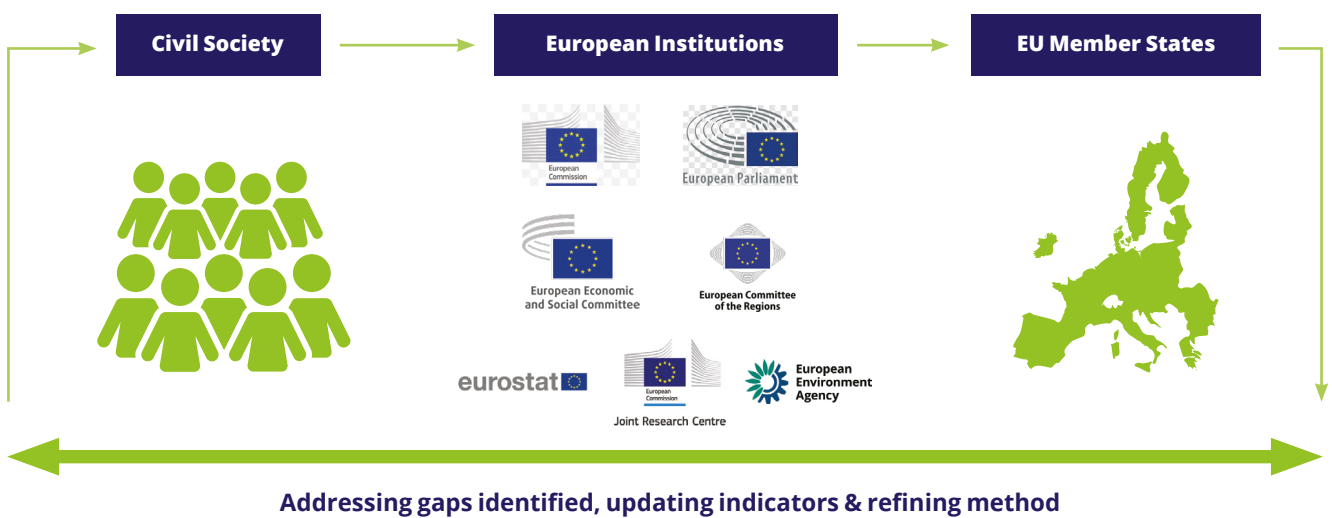 Civil Society
European Institutions
EU Member States
European
Commission
European Parliament
European Economic
and Social Committee
European Committee
of the Regions
eurostat
European
Commission
Joint Research Centre
European
Environment
Agency
Addressing gaps identified, updating indicators & refining method